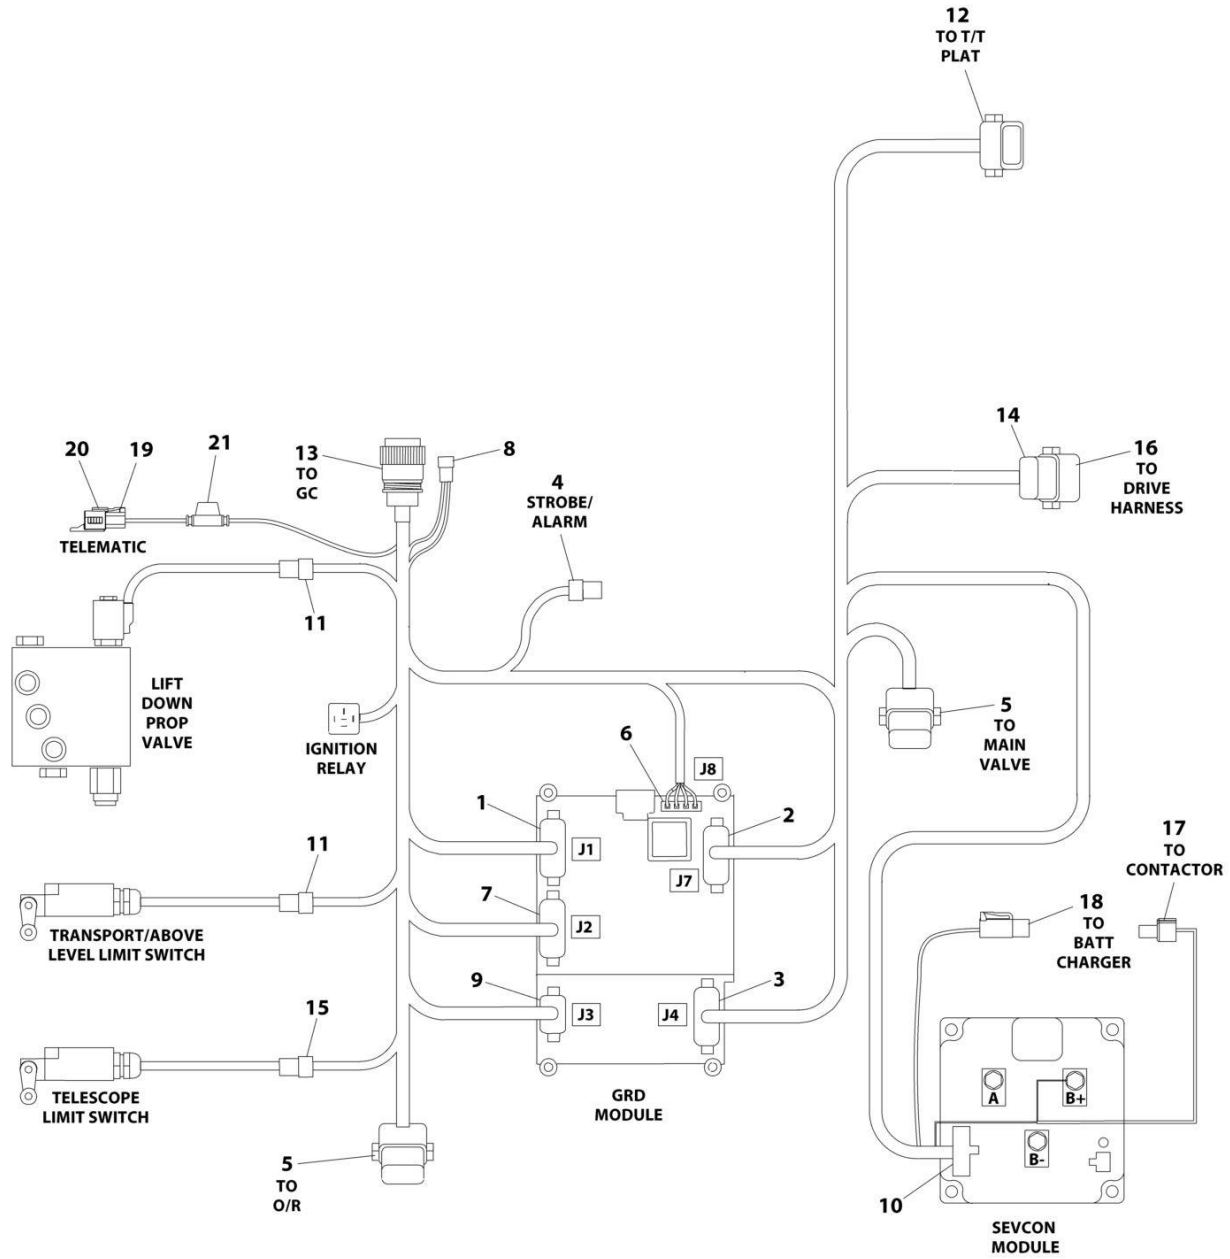 12
TO T/T
PLAT
14
16
TO
DRIVE
HARNESS
20
19
21
13
TO
GC
8
4
STROBE/
ALARM
TELEMATIC
11
LIFT
DOWN
PROP
VALVE
IGNITION
RELAY
5
TO
MAIN
VALVE
6
J8
1
2
J1
J7
17
TO
CONTACTOR
11
7
J2
18
TO
BATT
CHARGER
TRANSPORT/ABOVE
LEVEL LIMIT SWITCH
9
3
J3
J4
15
TELESCOPE
LIMIT SWITCH
GRD
MODULE
A
B+
B-
5
TO
O/R
10
SEVCON
MODULE